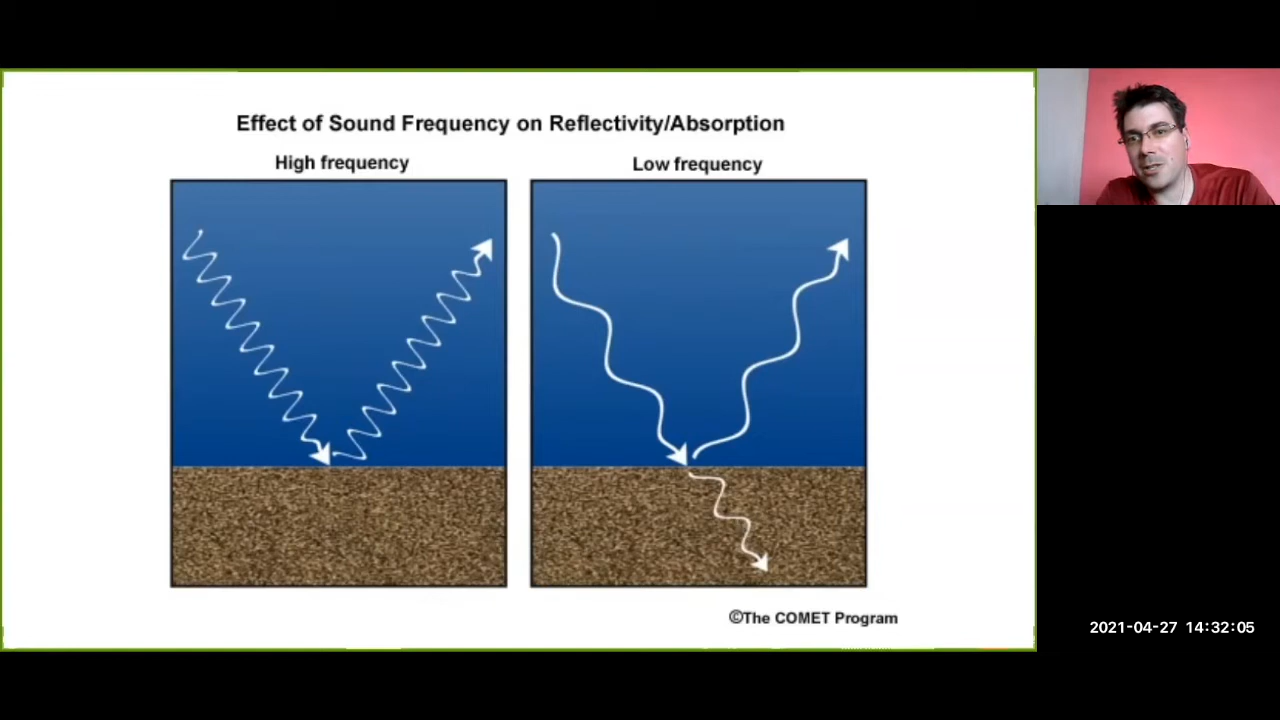 Effect of Sound Frequency on Reflectivity/Absorption
High frequency
Low frequency
©The COMET Program
2021-04-27 14:32:05